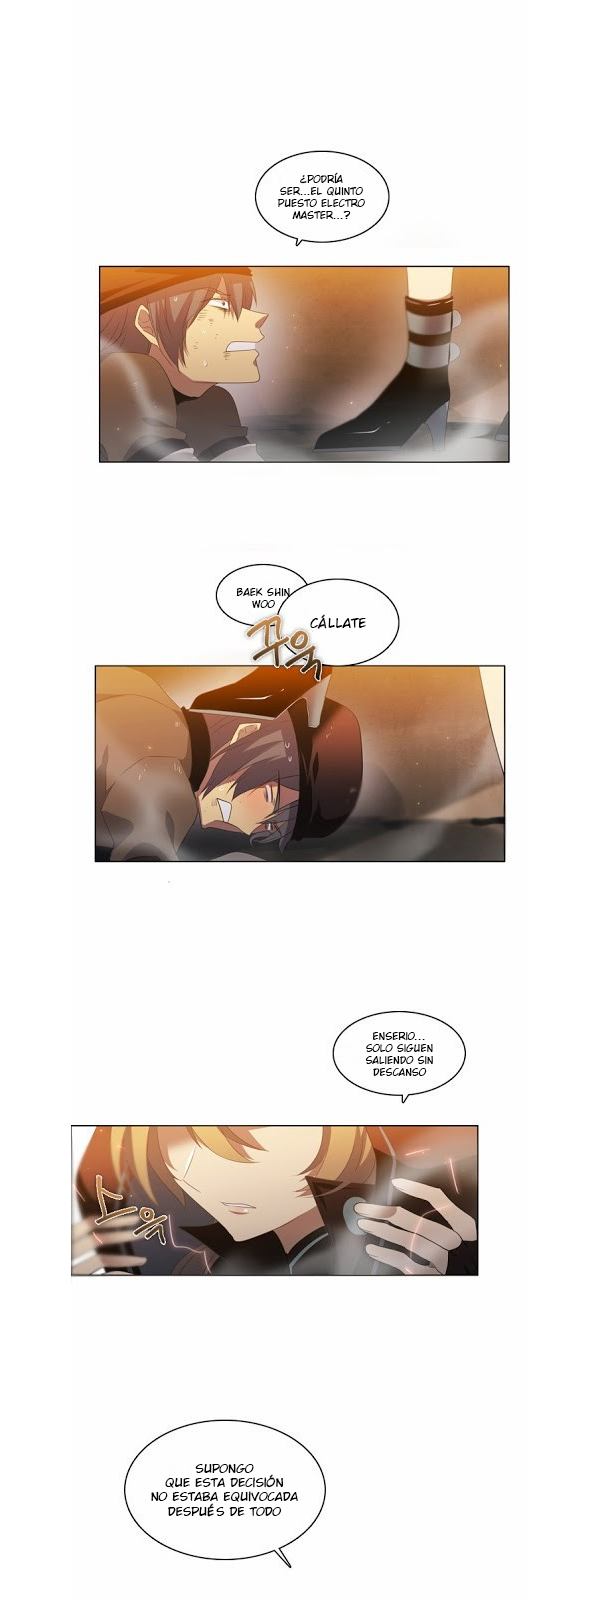 ¿PODRÍA
SER...EL QUINTO
PUESTO ELECTRO
MASTER...?
BAEK SHIN
WOO
CÁLLATE
꾸욱
ENSERIO...
SOLO SIGUEN
SALIENDO SIN
DESCANSO
스윽
SUPONGO
QUE ESTA DECISIÓN
NO ESTABA EQUIVOCADA
DESPUÉS DE TODO